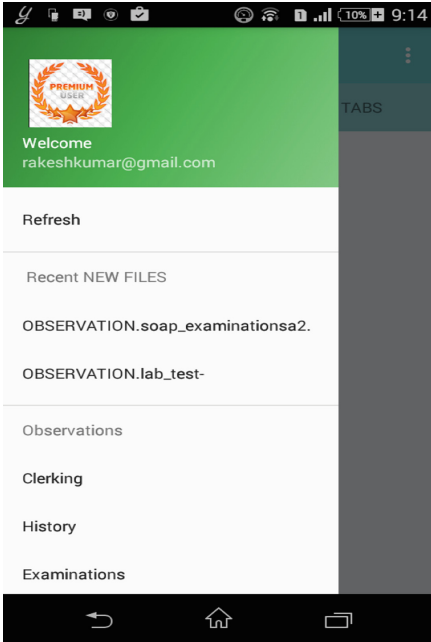 1 10% 9:14
PREMIUM
USER
TABS
Welcome
rakeshkumar@gmail.com
Refresh
Recent NEW FILES
OBSERVATION.soap_examinationsa2.
OBSERVATION.lab_test-
Observations
Clerking
History
Examinations